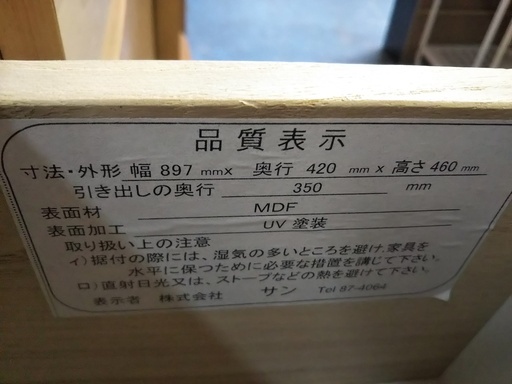 品質表示
寸法・外形 幅 897 mmx 奥行 420 mm x 高さ 460 mm
引き出しの奥行 350 mm
表面材 MDF
表面加工 UV 塗装
取り扱い上の注意
イ)据付の際には、湿気の多いところを避け、家具を
水平に保つために必要な措置を講じて下さい。
ロ)直射日光又は、ストーブなどの熱を避けて下さい。
表示者 株式会社 サン Tel 87-4064